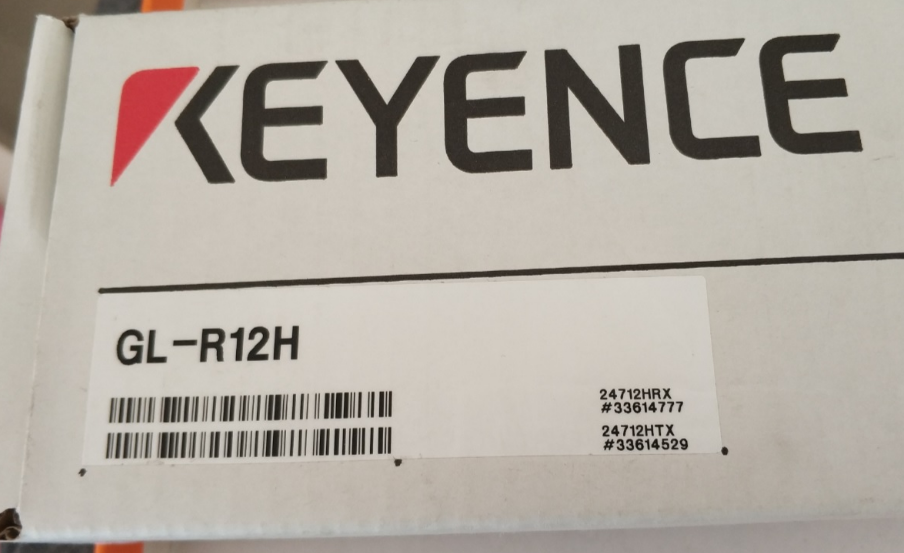 KEYENCE
GL-R12H
24712HRX
#33614777
24712HTX
#33614529